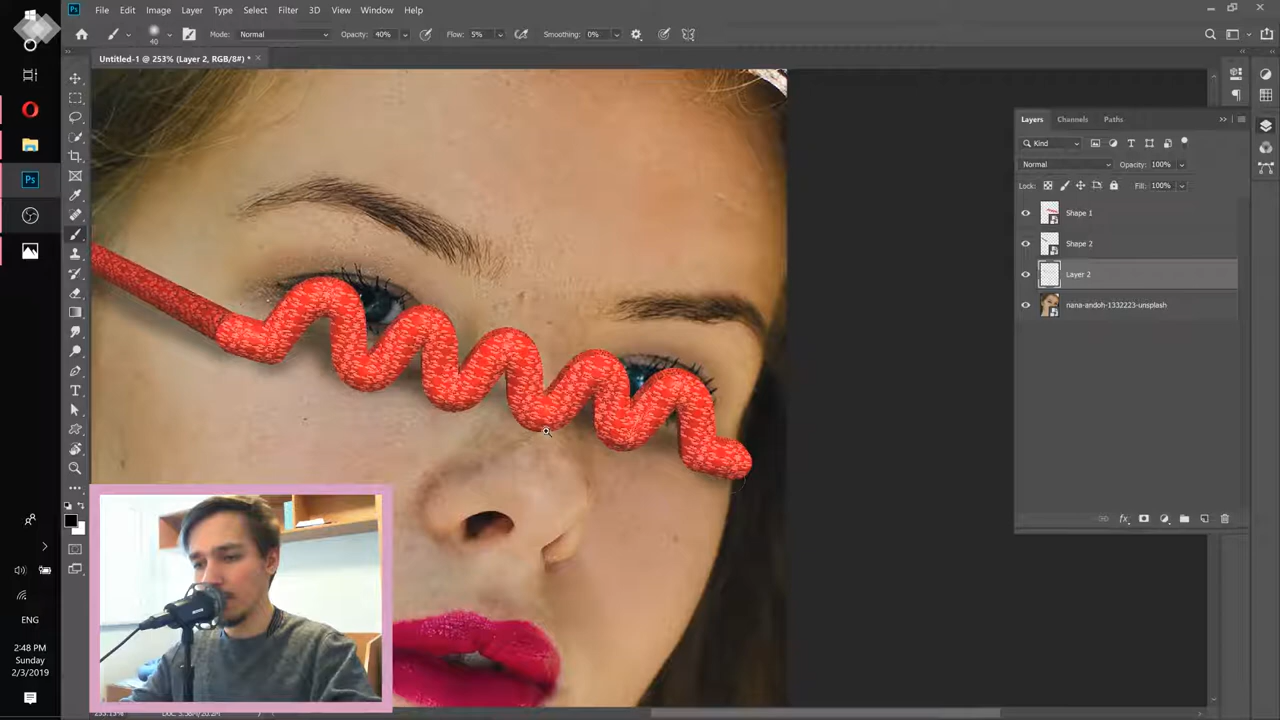 File Edit Image Layer Type Select Filter 3D View Window Help
40 Mode: Normal Opacity: 40% Flow: 5% Smoothing: 0%
Untitled-1 @ 253% (Layer 2, RGB/8#) *
Layers Channels Paths
Kind
Normal Opacity: 100%
Lock: Fill: 100%
Shape 1
Shape 2
Layer 2
nana-andoh-1332223-unsplash
fx
ENG
2:48 PM
Sunday
2/3/2019